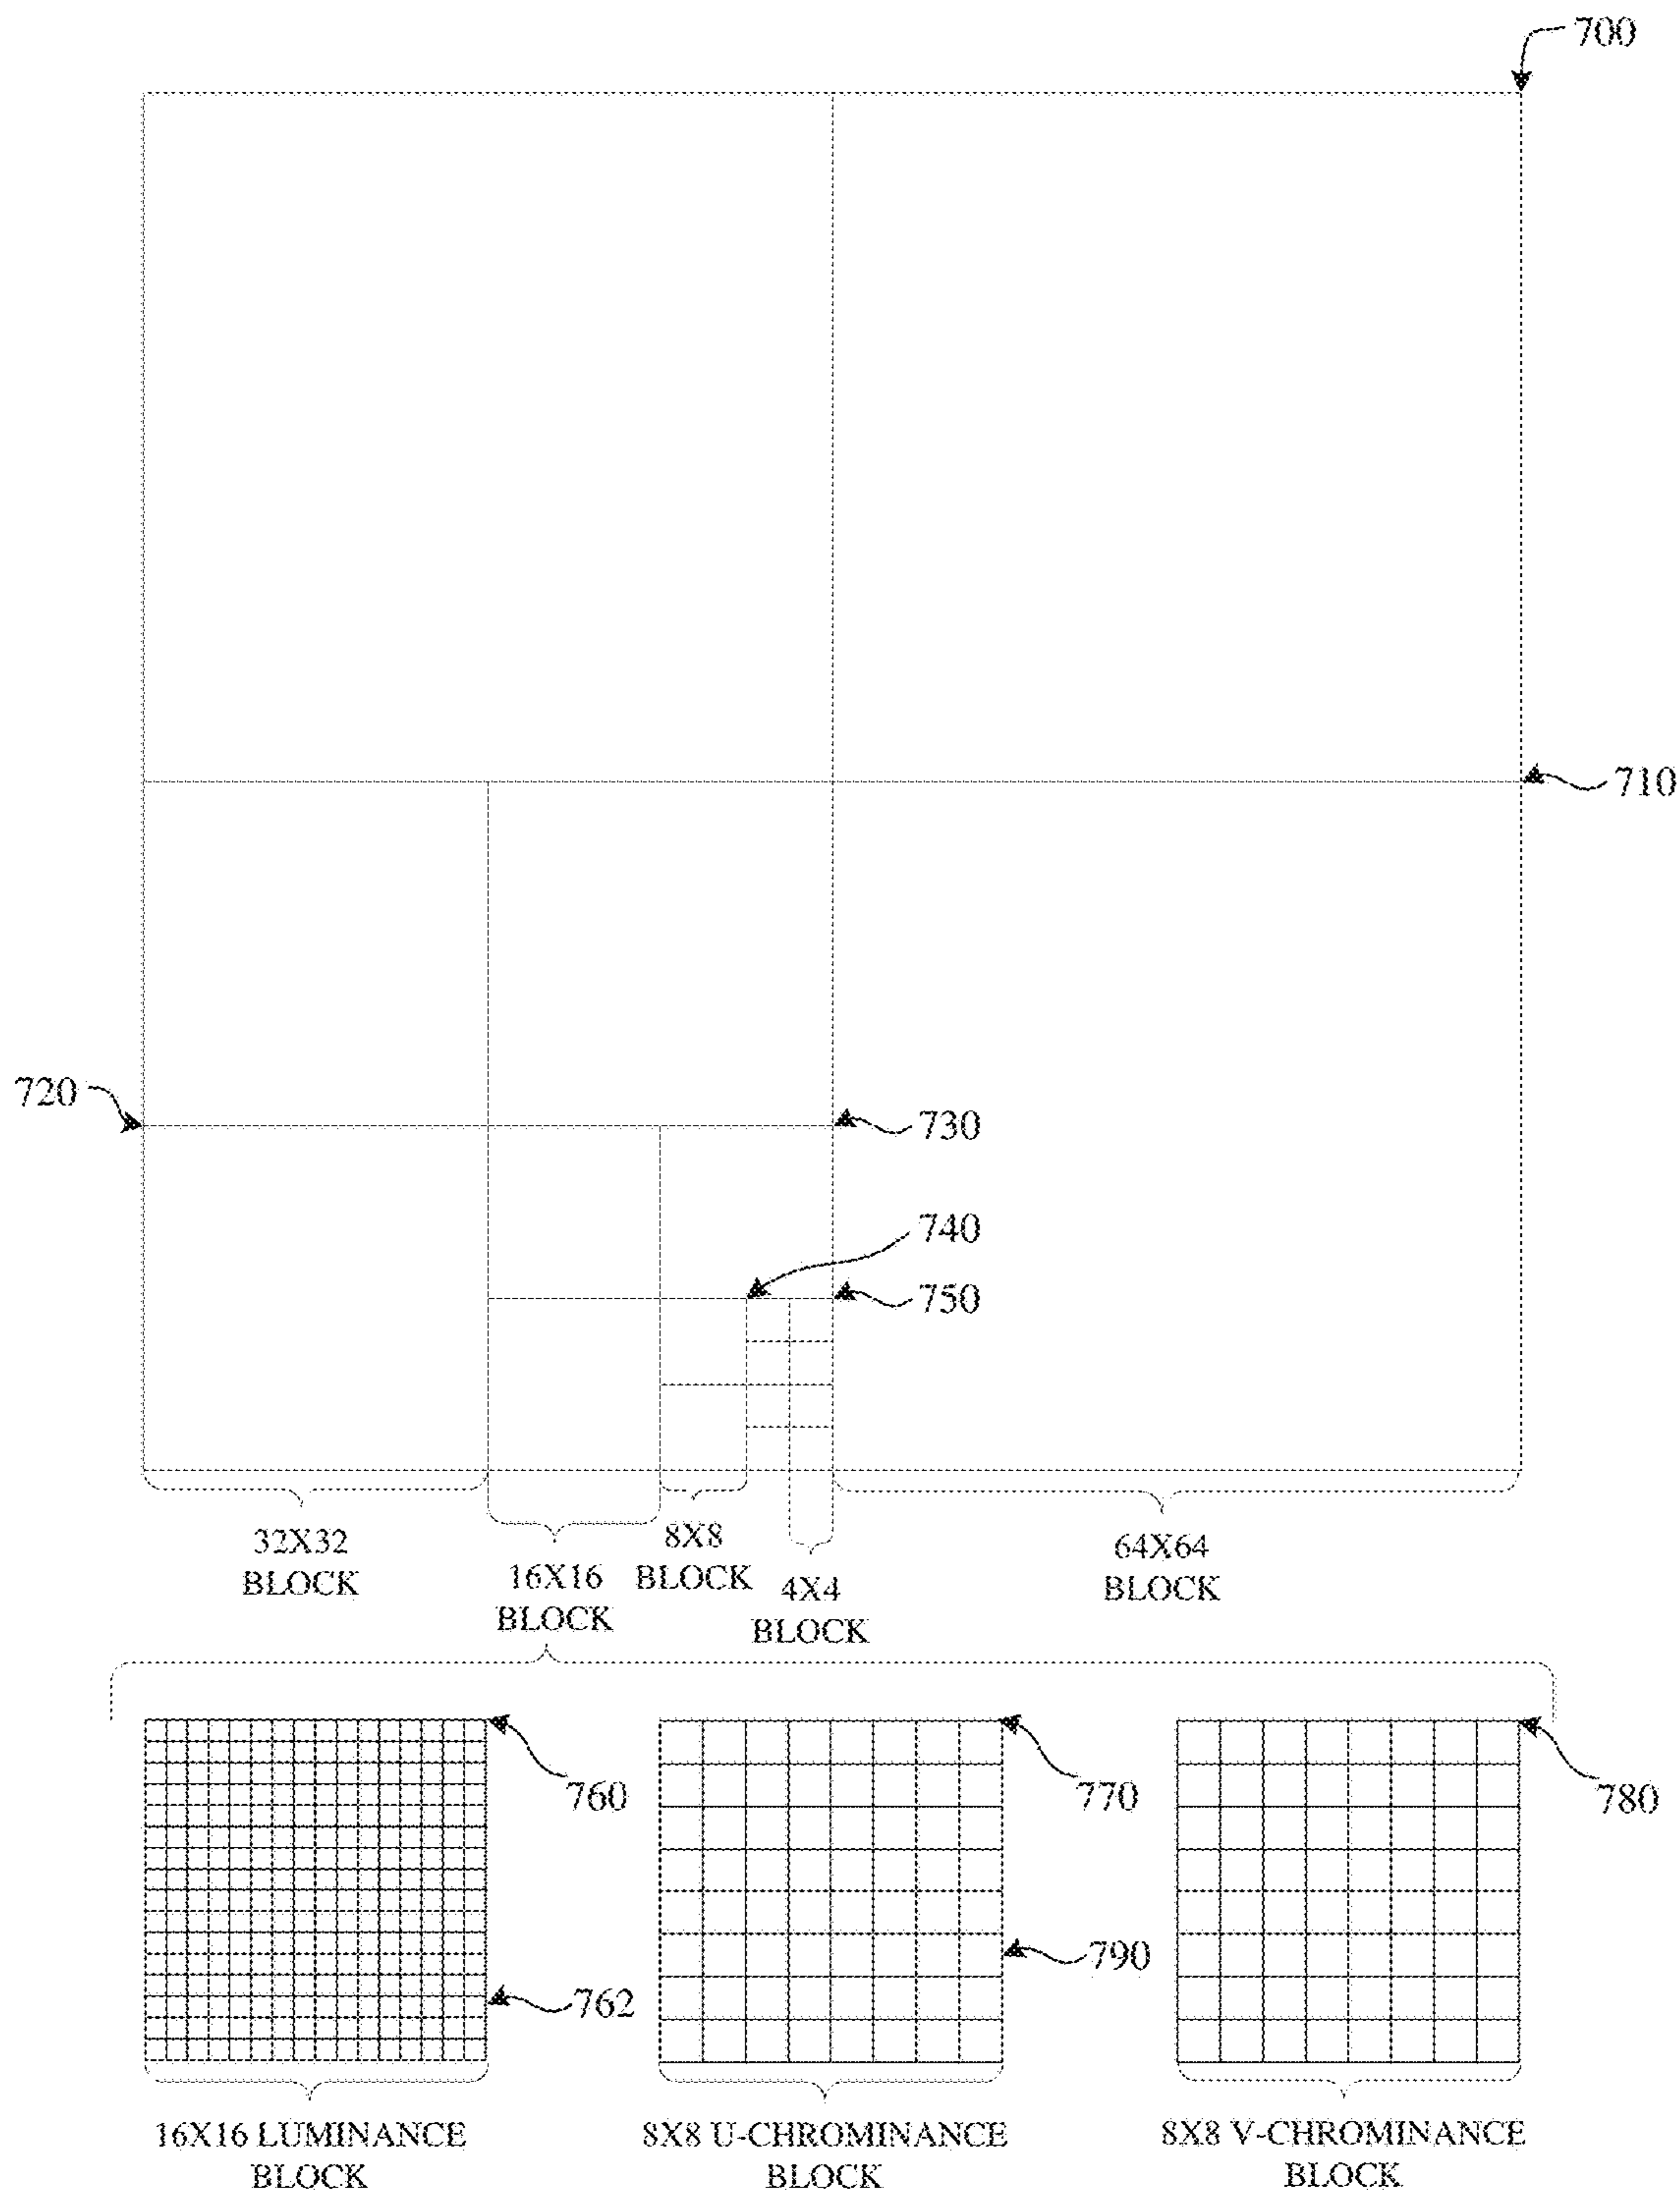 700
710
720
730
740
750
32X32
BLOCK
16X16
BLOCK
8X8
BLOCK
4X4
BLOCK
64X64
BLOCK
760
770
780
790
762
16X16 LUMINANCE
BLOCK
8X8 U-CHROMINANCE
BLOCK
8X8 V-CHROMINANCE
BLOCK